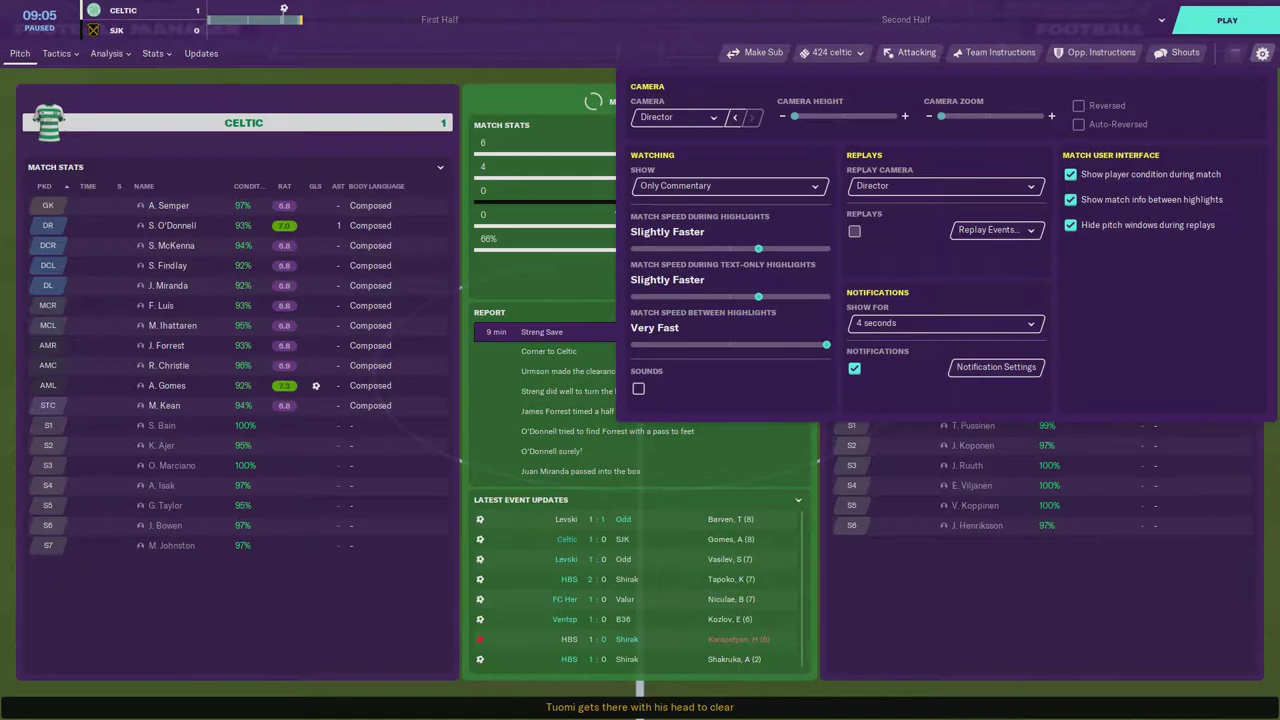 09:05
PAUSED
CELTIC 1
SJK 0
First Half
Second Half
PLAY
Pitch Tactics Analysis Stats Updates
Make Sub 424 celtic Attacking Team Instructions Opp. Instructions Shouts
CELTIC 1
MATCH STATS
PKD TIME S NAME CONDIT... RAT GLS AST BODY LANGUAGE
GK A. Semper 97% 6.8 - Composed
DR S. O'Donnell 93% 7.0 1 Composed
DCR S. McKenna 94% 6.8 - Composed
DCL S. Findlay 92% 6.8 - Composed
DL J. Miranda 92% 6.8 - Composed
MCR F. Luis 93% 6.8 - Composed
MCL M. Ihattaren 95% 6.8 - Composed
AMR J. Forrest 93% 6.8 - Composed
AMC R. Christie 96% 6.9 - Composed
AML A. Gomes 92% 7.3 - Composed
STC M. Kean 94% 6.8 - Composed
S1 S. Bain 100% - -
S2 K. Ajer 95% - -
S3 O. Marciano 100% - -
S4 A. Isak 97% - -
S5 G. Taylor 95% - -
S6 J. Bowen 97% - -
S7 M. Johnston 97% - -
MATCH STATS
6
4
0
0
66%
REPORT
9 min Streng Save
Corner to Celtic
Urmson made the clearanc
Streng did well to turn the
James Forrest timed a half
O'Donnell tried to find Forrest with a pass to feet
O'Donnell surely!
Juan Miranda passed into the box
LATEST EVENT UPDATES
Levski 1 : 1 Odd Børven, T (8)
Celtic 1 : 0 SJK Gomes, A (8)
Levski 1 : 0 Odd Vasilev, S (7)
HBS 2 : 0 Shirak Tapoko, K (7)
FC Her 1 : 0 Valur Niculae, B (7)
Ventsp 1 : 0 B36 Kozlov, E (6)
HBS 1 : 0 Shirak Karapetyan, H (6)
HBS 1 : 0 Shirak Shakruka, A (2)
CAMERA
CAMERA
Director
CAMERA HEIGHT
- +
CAMERA ZOOM
- +
Reversed
Auto-Reversed
WATCHING
SHOW
Only Commentary
MATCH SPEED DURING HIGHLIGHTS
Slightly Faster
MATCH SPEED DURING TEXT-ONLY HIGHLIGHTS
Slightly Faster
MATCH SPEED BETWEEN HIGHLIGHTS
Very Fast
SOUNDS
REPLAYS
REPLAY CAMERA
Director
REPLAYS
Replay Events...
NOTIFICATIONS
SHOW FOR
4 seconds
NOTIFICATIONS
Notification Settings
MATCH USER INTERFACE
Show player condition during match
Show match info between highlights
Hide pitch windows during replays
S1 T. Pussinen 99% - -
S2 J. Koponen 97% - -
S3 J. Ruuth 100% - -
S4 E. Viljanen 100% - -
S5 V. Koppinen 100% - -
S6 J. Henriksson 97% - -
Tuomi gets there with his head to clear